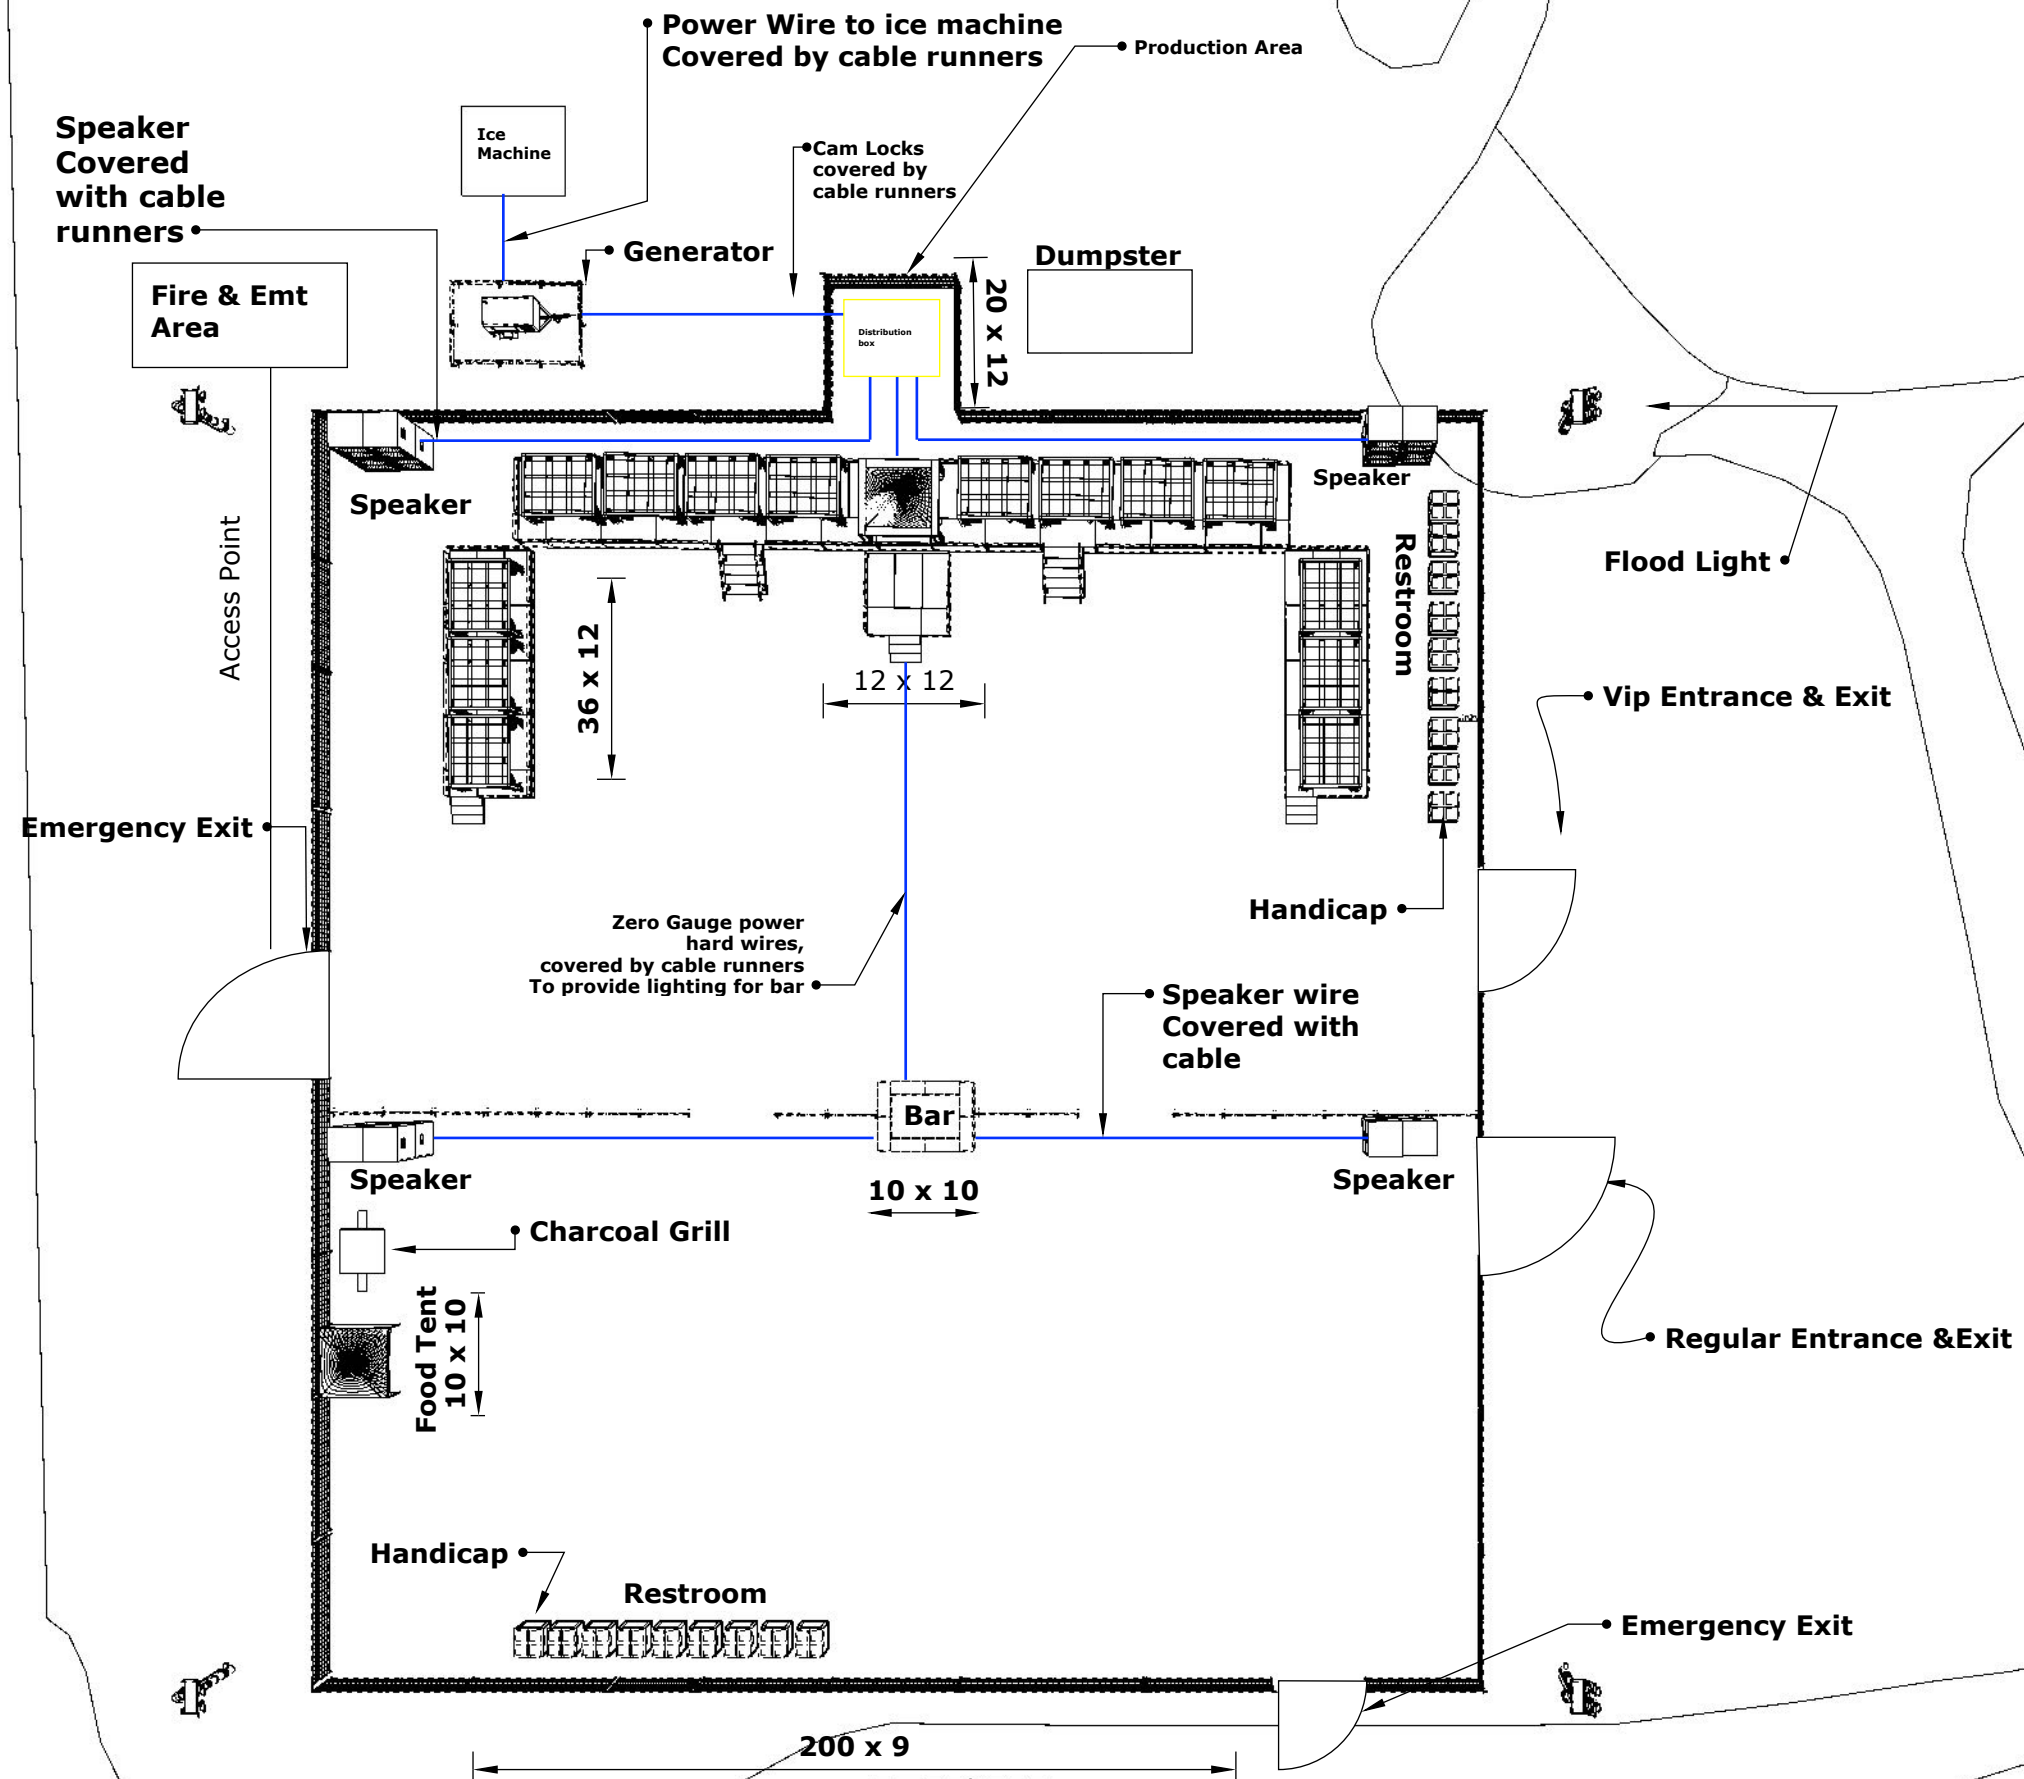 Power Wire to ice machine
Covered by cable runners
Production Area
Speaker
Covered
with cable
runners
Ice
Machine
Cam Locks
covered by
cable runners
Generator
Dumpster
Fire & Emt
Area
Distribution
box
20 x 12
Speaker
Speaker
Access Point
Restroom
Flood Light
36 x 12
12 x 12
Vip Entrance & Exit
Emergency Exit
Handicap
Zero Gauge power
hard wires,
covered by cable runners
To provide lighting for bar
Speaker wire
Covered with
cable
Bar
Speaker
10 x 10
Speaker
Charcoal Grill
Food Tent
10 x 10
Regular Entrance &Exit
Handicap
Restroom
Emergency Exit
200 x 9